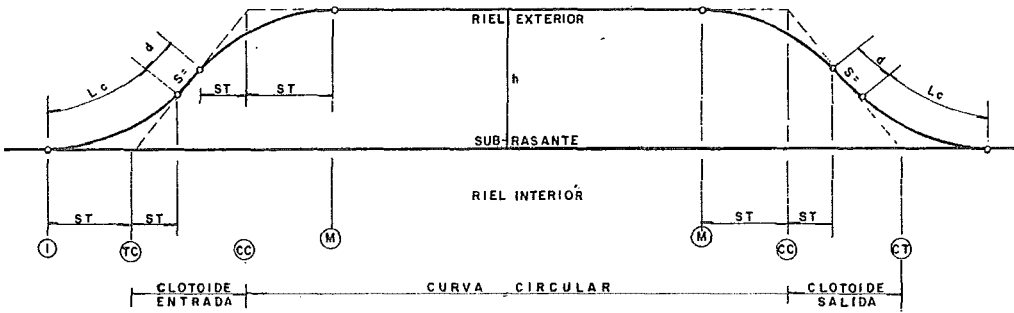 RIEL EXTERIOR
d
S=
Lc
ST
ST
h
d
S=
Lc
SUB-RASANTE
RIEL INTERIOR
ST
ST
ST
ST
I
TC
CC
M
M
CC
CT
CLOTOIDE
ENTRADA
CURVA CIRCULAR
CLOTOIDE
SALIDA